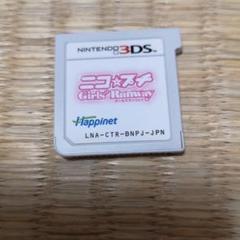 NINTENDO 3DS
ニコ☆プチ
Girls' Runway
Happinet
LNA-CTR-BNPJ-JPN